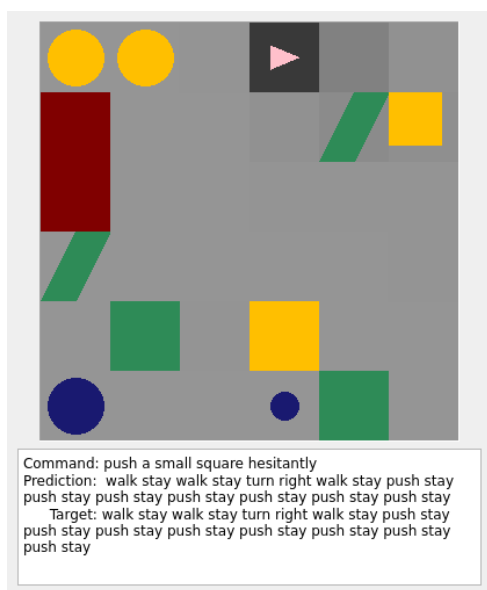 Command: push a small square hesitantly
Prediction:  walk stay walk stay turn right walk stay push stay
push stay push stay push stay push stay push stay push stay
Target: walk stay walk stay turn right walk stay push stay
push stay push stay push stay push stay push stay push stay
push stay